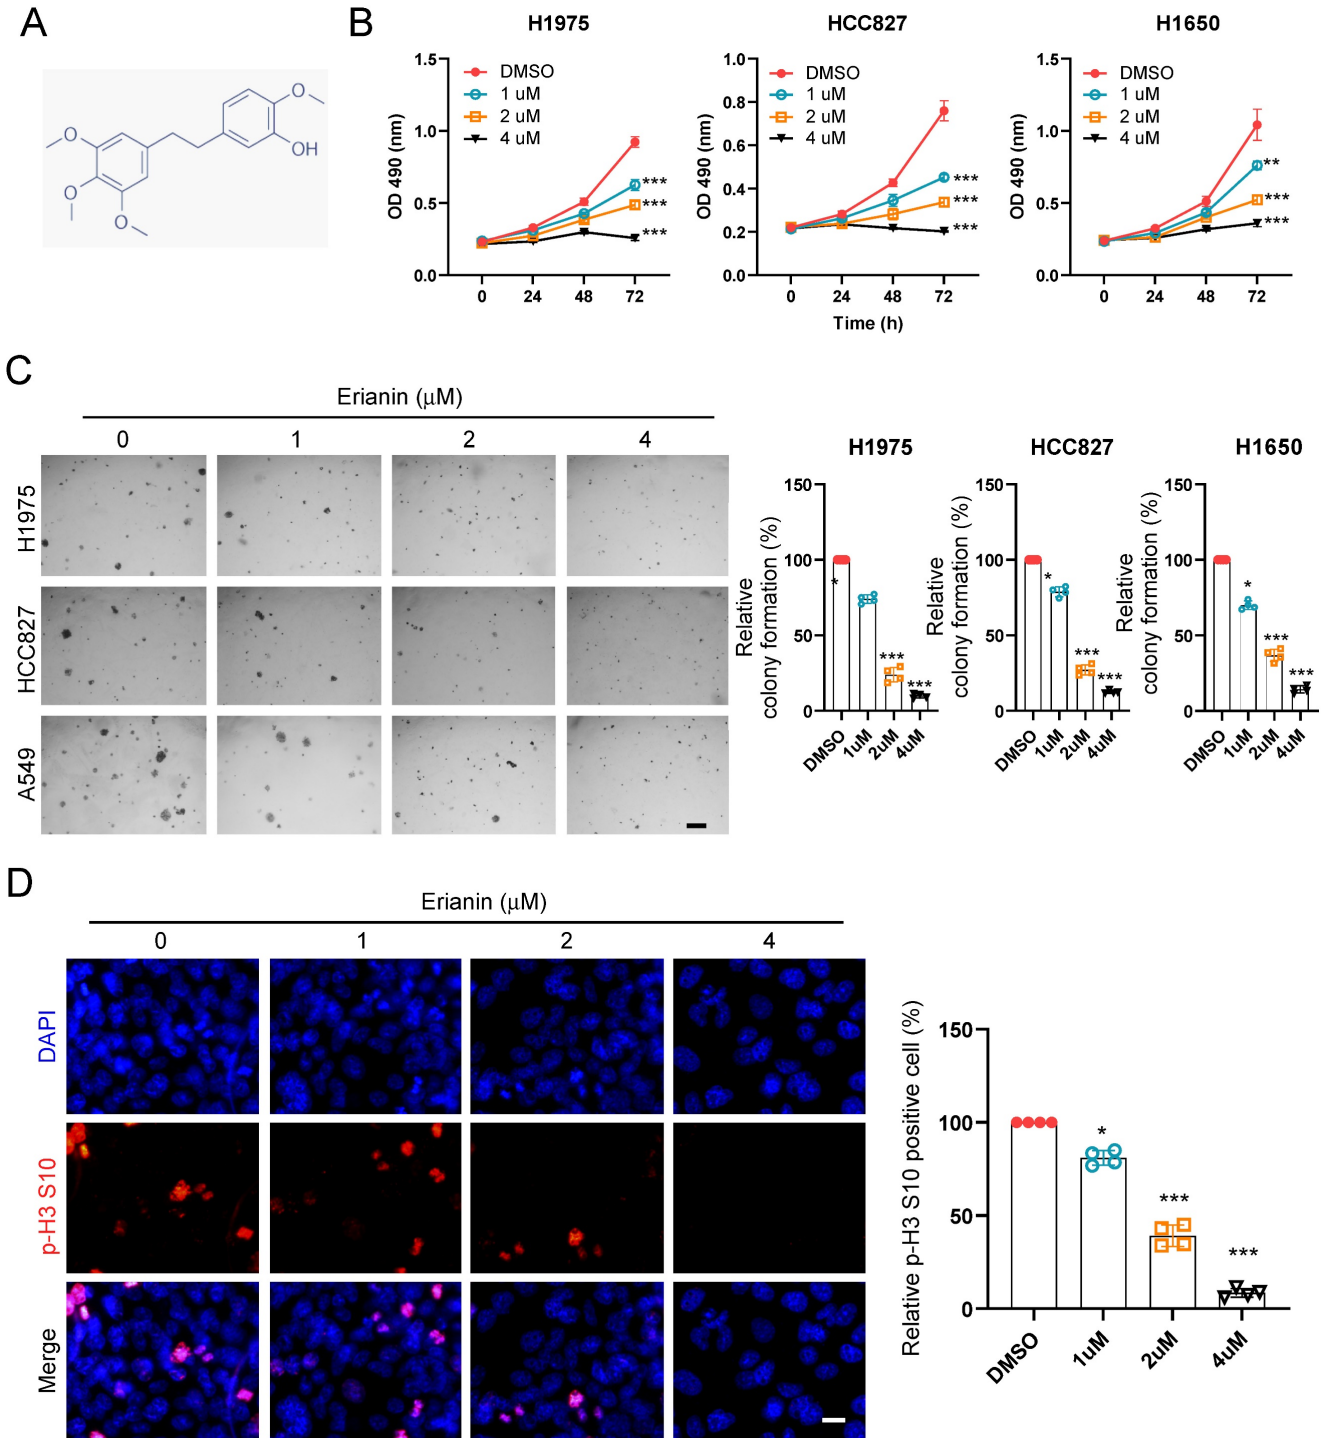 A
O
OH
O
O
O
B
H1975
HCC827
H1650
OD 490 (nm)
1.5
1.0
0.5
0.0
DMSO
1 uM
2 uM
4 uM
***
***
***
0 24 48 72
OD 490 (nm)
1.0
0.8
0.6
0.4
0.2
0.0
DMSO
1 uM
2 uM
4 uM
***
***
***
0 24 48 72
Time (h)
OD 490 (nm)
1.5
1.0
0.5
0.0
DMSO
1 uM
2 uM
4 uM
**
***
***
0 24 48 72
C
Erianin (μM)
0 1 2 4
H1975
HCC827
A549
H1975
Relative
colony formation (%)
150
100
50
0
*
***
***
DMSO 1uM 2uM 4uM
HCC827
Relative
colony formation (%)
150
100
50
0
*
***
***
DMSO 1uM 2uM 4uM
H1650
Relative
colony formation (%)
150
100
50
0
*
***
***
DMSO 1uM 2uM 4uM
D
Erianin (μM)
0 1 2 4
DAPI
p-H3 S10
Merge
Relative p-H3 S10 positive cell (%)
150
100
50
0
*
***
***
DMSO 1uM 2uM 4uM